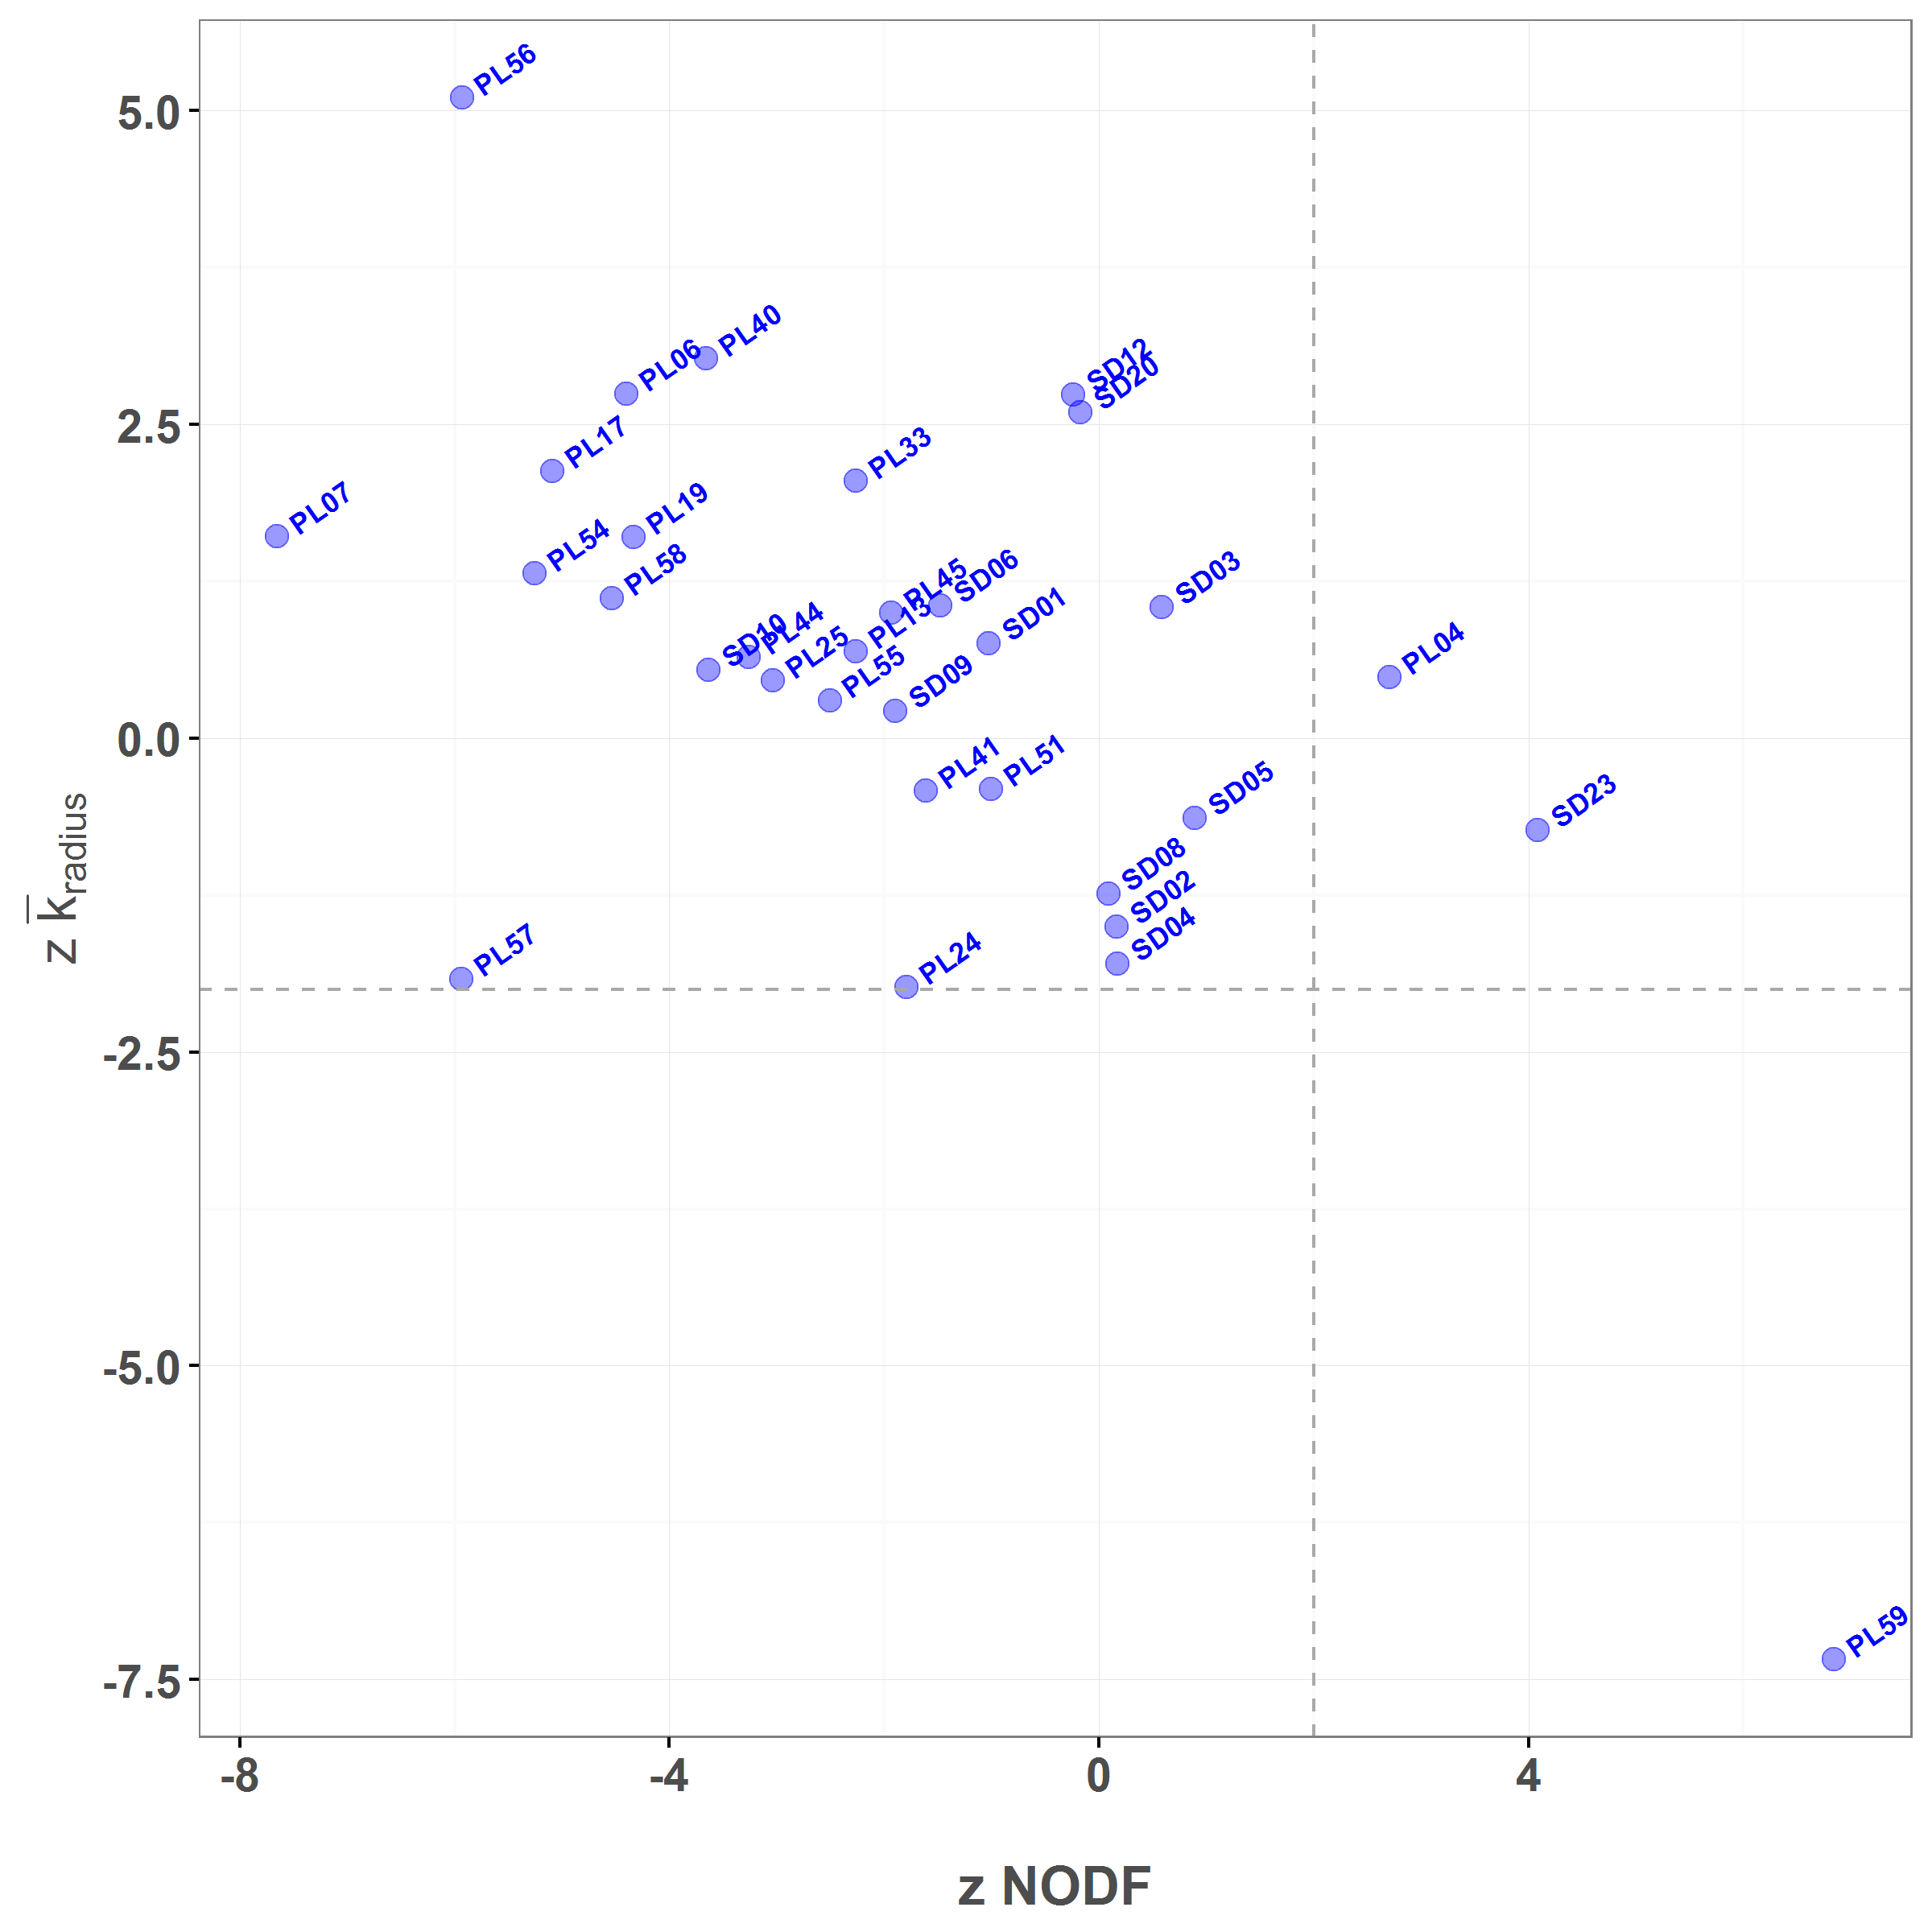 PL56
5.0
PL40
PL06
SD12
SD20
2.5
PL17
PL33
PL07
PL19
PL54
PL58
PL45
SD06
SD03
SD01
PL13
SD10
PL44
PL25
PL55
SD09
PL04
0.0
PL41
PL51
SD05
SD23
SD08
SD02
SD04
PL57
PL24
z k̅radius
-2.5
-5.0
PL59
-7.5
-8
-4
0
4
z NODF